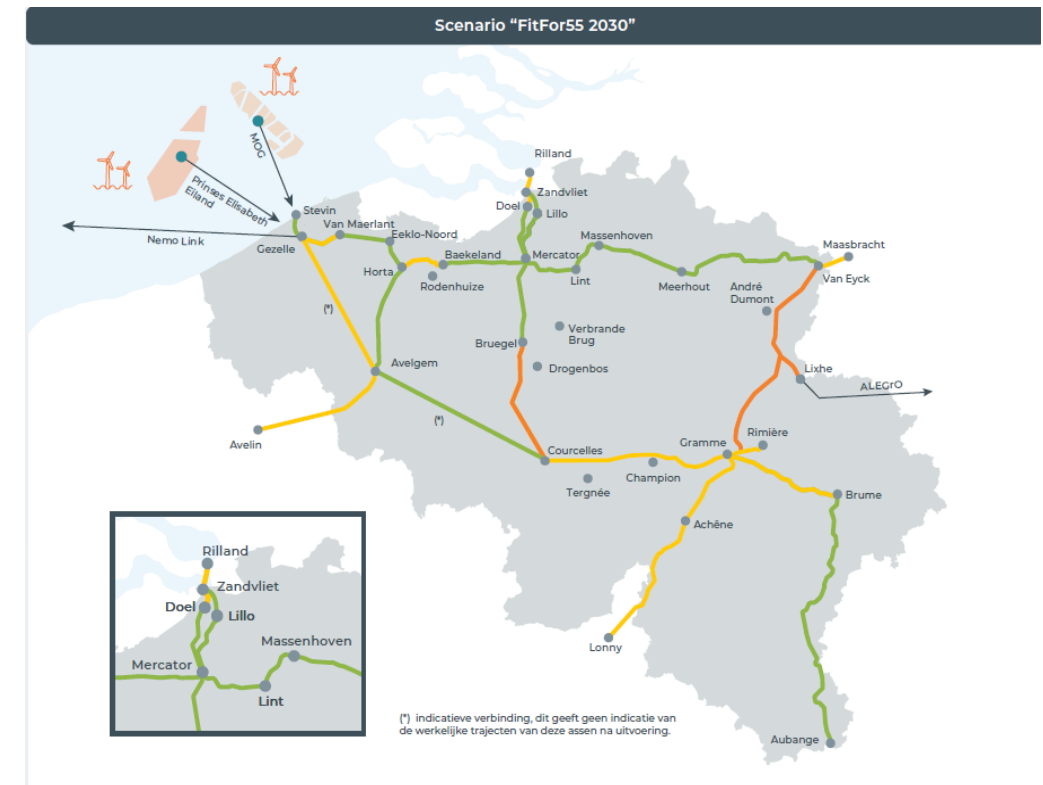 Scenario “FitFor55 2030”
MOG
Prinses Elisabeth
Eiland
Nemo Link
Stevin
Gezelle
Van Maerlant
Eeklo-Noord
Horta
Baekeland
Rodenhuize
Rilland
Zandvliet
Doel
Lillo
Mercator
Massenhoven
Lint
Meerhout
Maasbracht
Van Eyck
André
Dumont
(*)
Verbrande
Brug
Bruegel
Drogenbos
Avelgem
Lixhe
ALEGrO
(*)
Avelin
Courcelles
Gramme
Rimière
Champion
Tergnée
Brume
Achêne
Lonny
Aubange
Rilland
Zandvliet
Doel
Lillo
Massenhoven
Mercator
Lint
(*) indicatieve verbinding, dit geeft geen indicatie van
de werkelijke trajecten van deze assen na uitvoering.